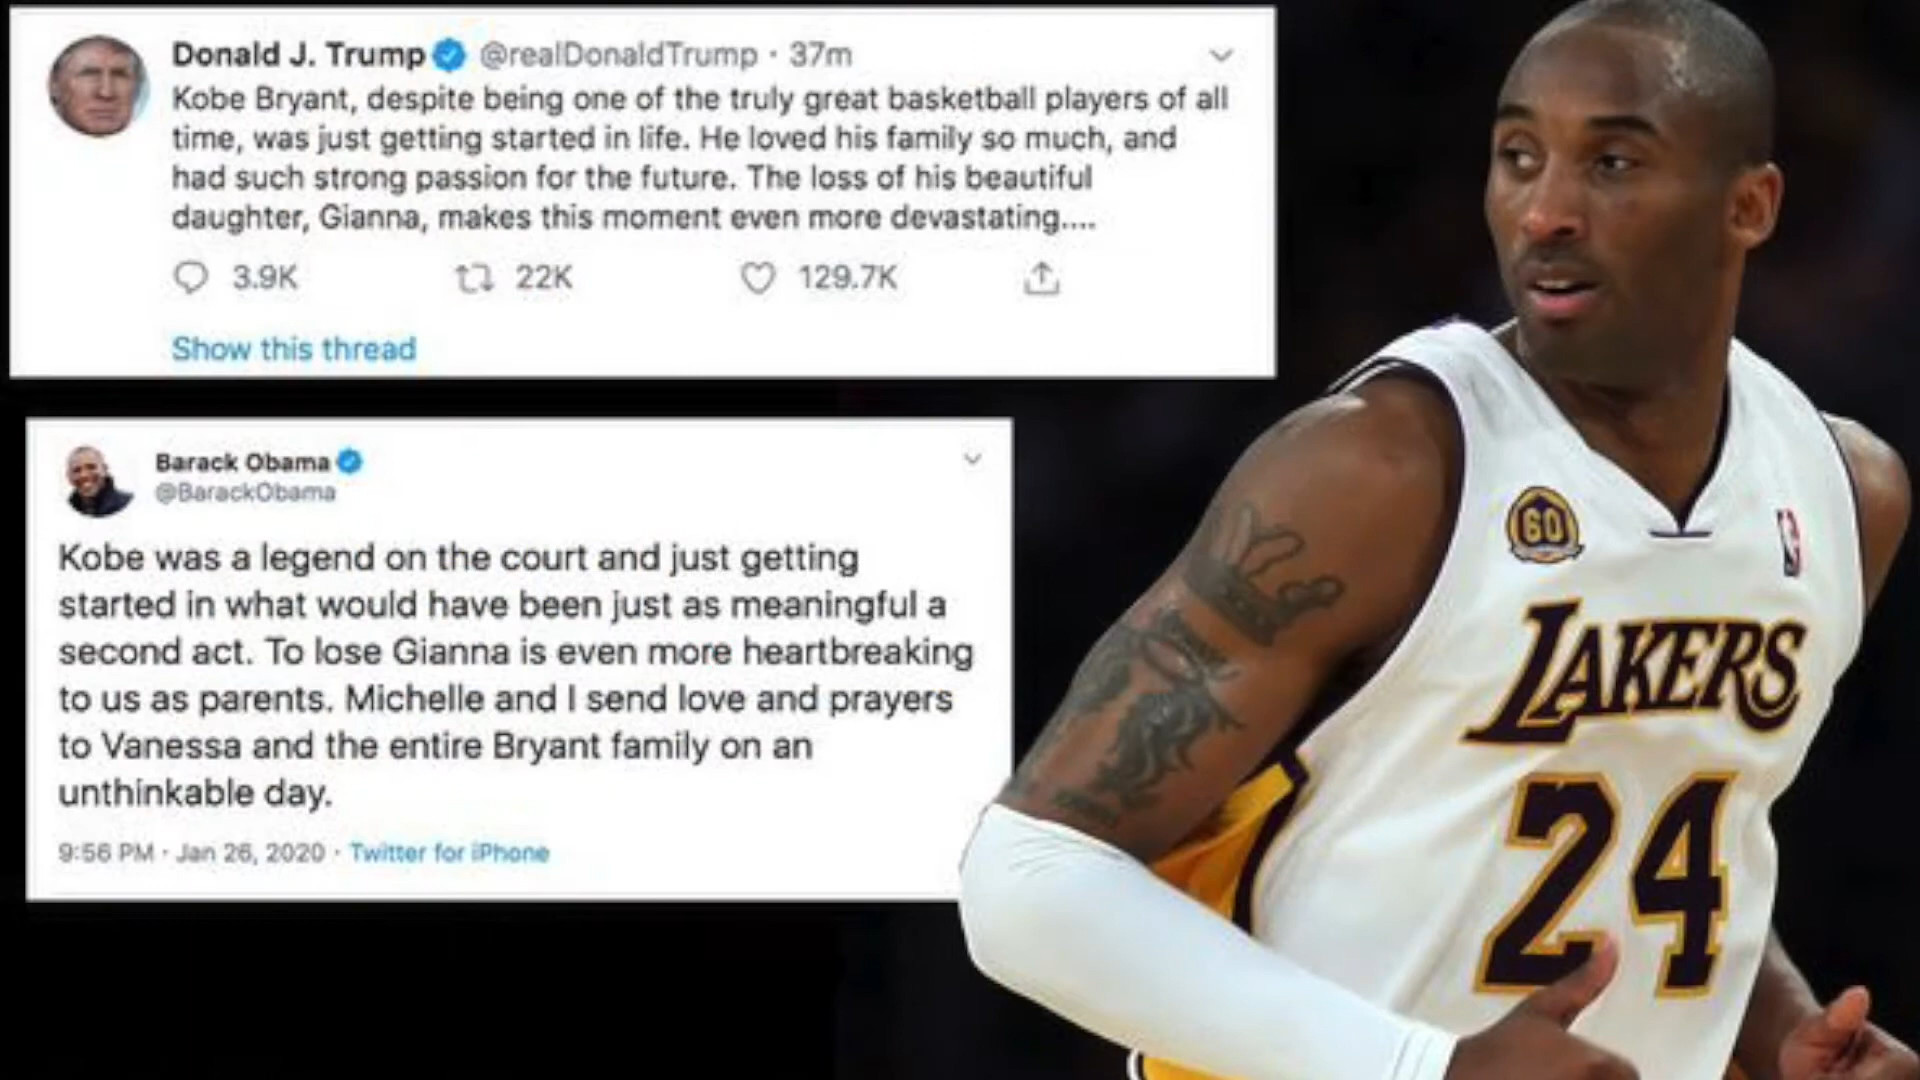 Donald J. Trump @realDonaldTrump · 37m
Kobe Bryant, despite being one of the truly great basketball players of all
time, was just getting started in life. He loved his family so much, and
had such strong passion for the future. The loss of his beautiful
daughter, Gianna, makes this moment even more devastating....
3.9K 22K 129.7K
Show this thread
Barack Obama
@BarackObama
Kobe was a legend on the court and just getting
started in what would have been just as meaningful a
second act. To lose Gianna is even more heartbreaking
to us as parents. Michelle and I send love and prayers
to Vanessa and the entire Bryant family on an
unthinkable day.
9:56 PM · Jan 26, 2020 · Twitter for iPhone
60
LAKERS
24